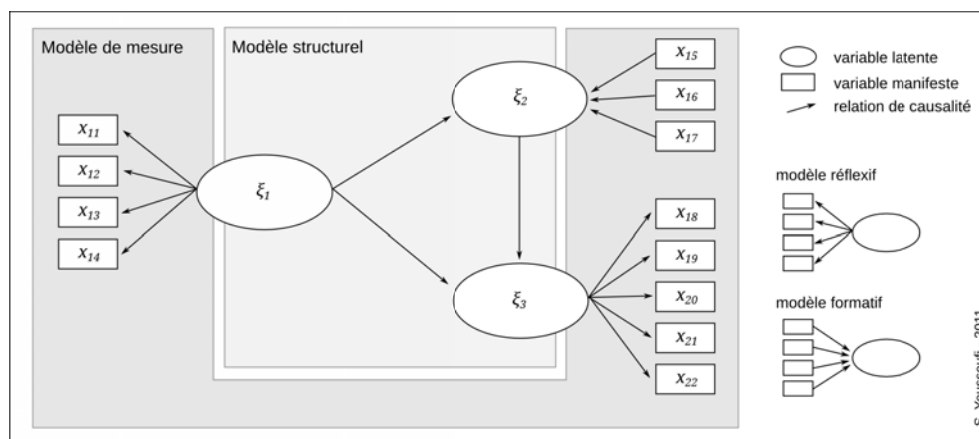 Modèle de mesure
Modèle structurel
x11
x12
x13
x14
ξ1
ξ2
ξ3
x15
x16
x17
x18
x19
x20
x21
x22
variable latente
variable manifeste
relation de causalité
modèle réflexif
modèle formatif
S. Youssoufi, 2011